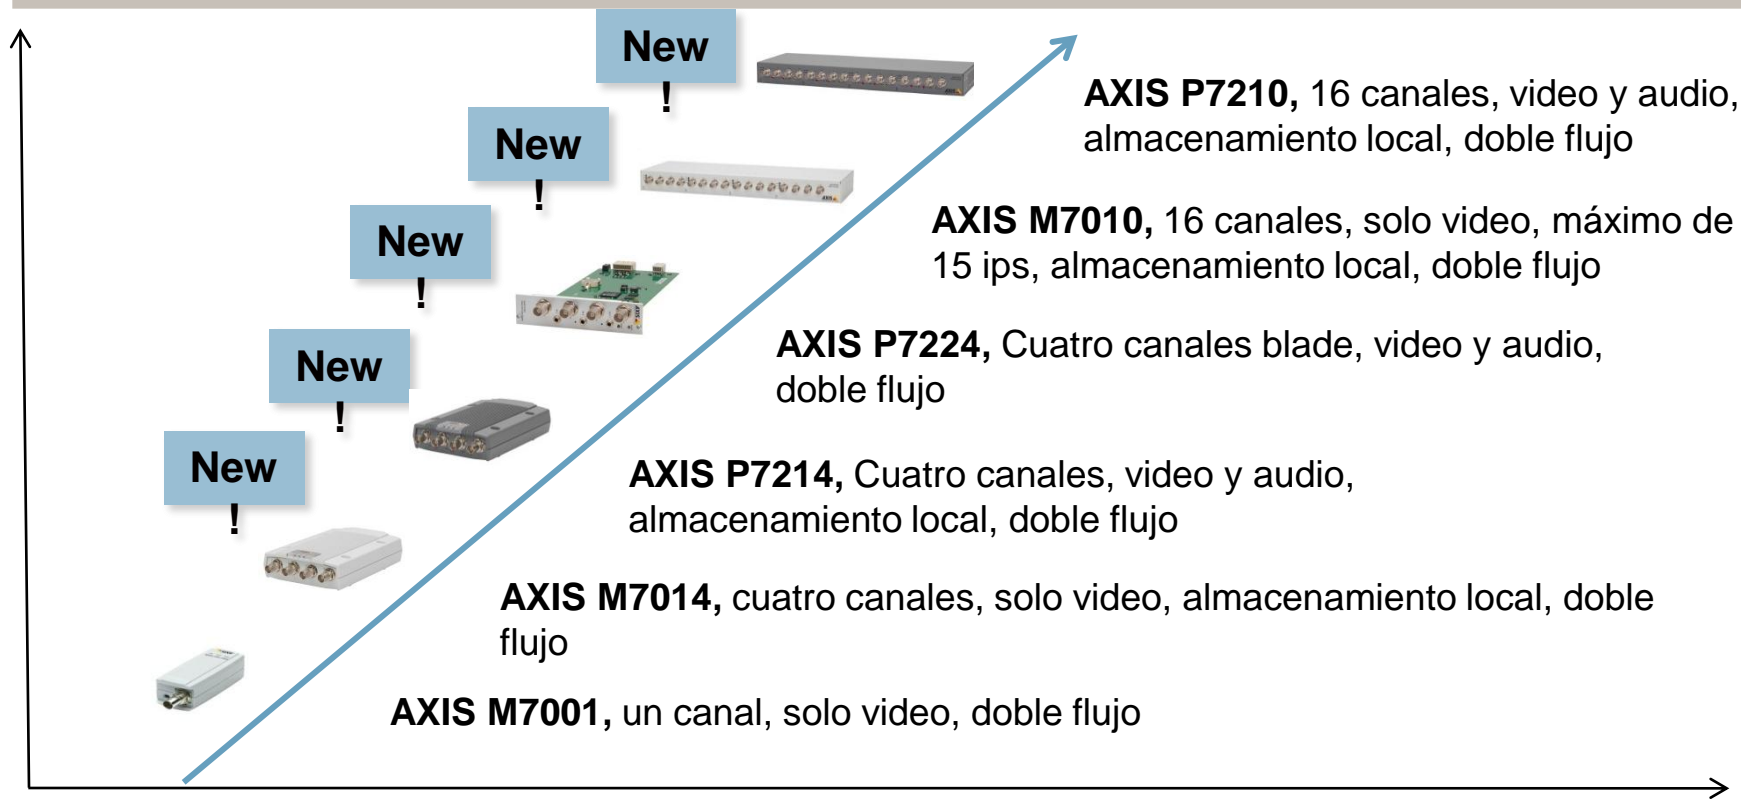 New
!
AXIS P7210, 16 canales, video y audio,
almacenamiento local, doble flujo
New
!
AXIS M7010, 16 canales, solo video, máximo de
15 ips, almacenamiento local, doble flujo
New
!
AXIS P7224, Cuatro canales blade, video y audio,
doble flujo
New
!
AXIS P7214, Cuatro canales, video y audio,
almacenamiento local, doble flujo
New
!
AXIS M7014, cuatro canales, solo video, almacenamiento local, doble
flujo
AXIS M7001, un canal, solo video, doble flujo